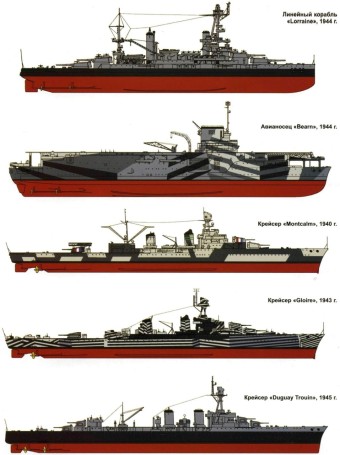 Линейный корабль
«Lorraine», 1944 г.
Авианосец «Bearn», 1944 г.
Крейсер «Montcalm», 1940 г.
Крейсер «Gloire», 1943 г.
Крейсер «Duguay Trouin», 1945 г.